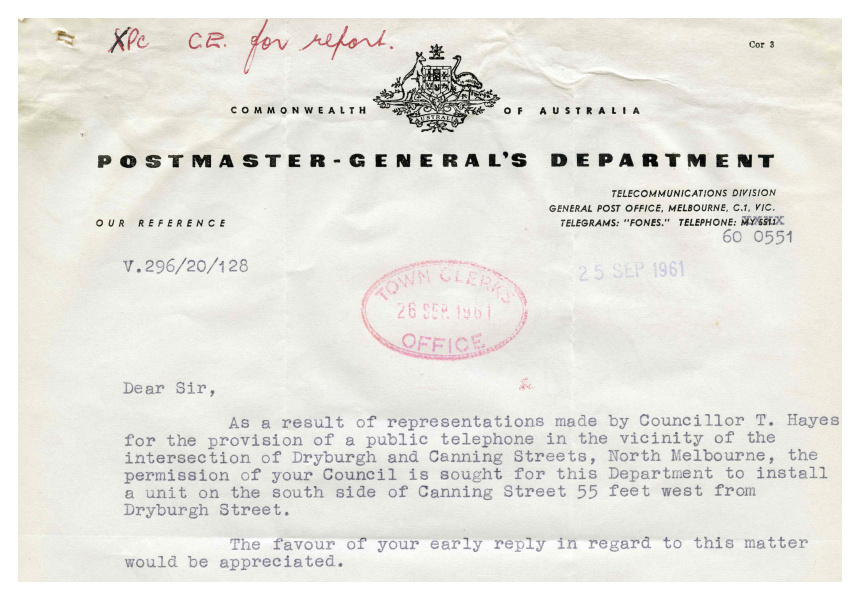 XPc C.E. for report.
Cor 3
COMMONWEALTH OF AUSTRALIA
AUSTRALIA
POSTMASTER-GENERAL'S DEPARTMENT
TELECOMMUNICATIONS DIVISION
GENERAL POST OFFICE, MELBOURNE, C.1, VIC.
OUR REFERENCE
TELEGRAMS: "FONES." TELEPHONE: XXXX
60 0551
V.296/20/128
25 SEP 1961
TOWN CLERK'S
26 SEP. 1961
OFFICE
Dear Sir,
As a result of representations made by Councillor T. Hayes
for the provision of a public telephone in the vicinity of the
intersection of Dryburgh and Canning Streets, North Melbourne, the
permission of your Council is sought for this Department to install
a unit on the south side of Canning Street 55 feet west from
Dryburgh Street.
The favour of your early reply in regard to this matter
would be appreciated.